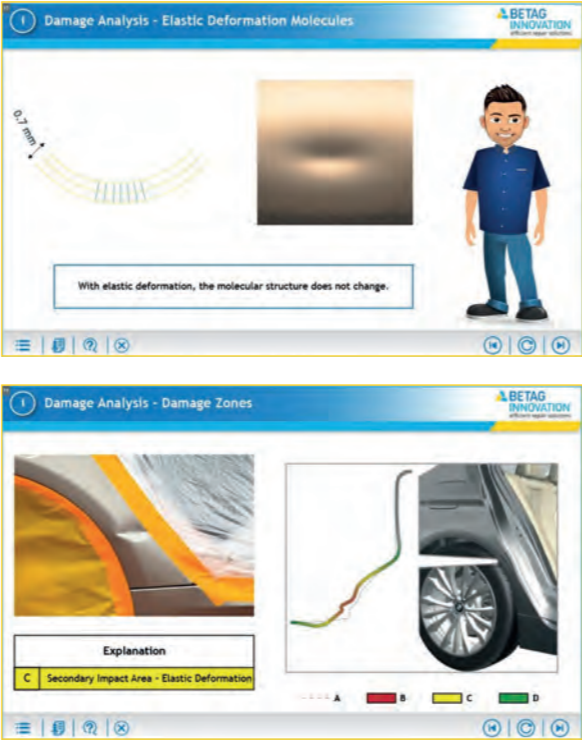 Damage Analysis - Elastic Deformation Molecules
BETAG
INNOVATION
efficient repair solutions
0.7 mm
With elastic deformation, the molecular structure does not change.
Damage Analysis - Damage Zones
BETAG
INNOVATION
efficient repair solutions
Explanation
C Secondary Impact Area - Elastic Deformation
A B C D